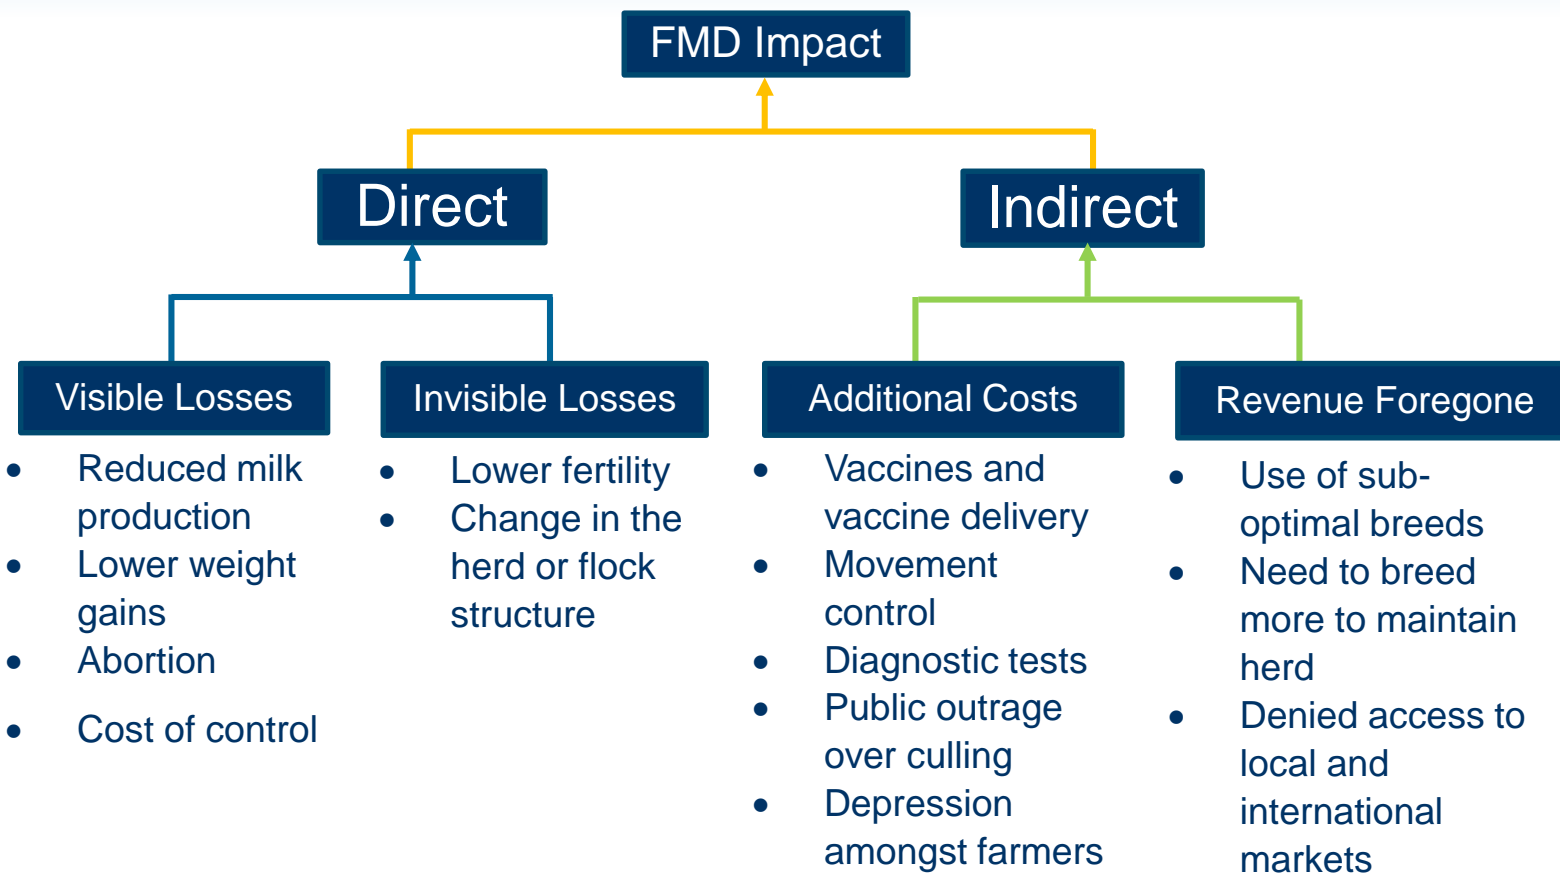 FMD Impact
Direct
Indirect
Visible Losses
• Reduced milk
production
• Lower weight
gains
• Abortion
• Cost of control
Invisible Losses
• Lower fertility
• Change in the
herd or flock
structure
Additional Costs
• Vaccines and
vaccine delivery
• Movement
control
• Diagnostic tests
• Public outrage
over culling
• Depression
amongst farmers
Revenue Foregone
• Use of sub-
optimal breeds
• Need to breed
more to maintain
herd
• Denied access to
local and
international
markets